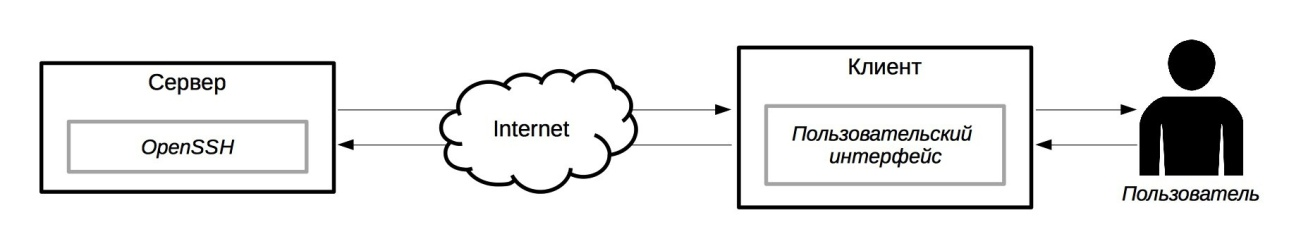 Сервер
OpenSSH
Internet
Клиент
Пользовательский
интерфейс
Пользователь